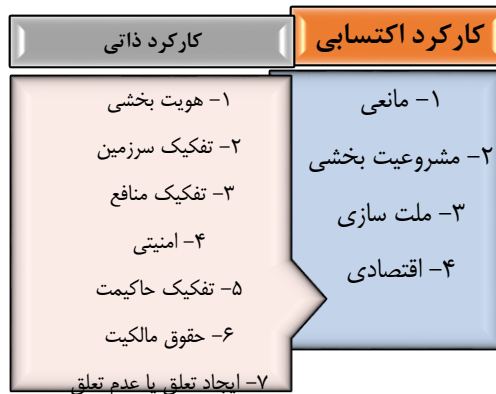 کارکرد اکتسابی
۱- مانعی
۲- مشروعیت بخشی
۳- ملت سازی
۴- اقتصادی
کارکرد ذاتی
۱- هویت بخشی
۲- تفکیک سرزمین
۳- تفکیک منافع
۴- امنیتی
۵- تفکیک حاکیمت
۶- حقوق مالکیت
۷- ایجاد تعلق یا عدم تعلق